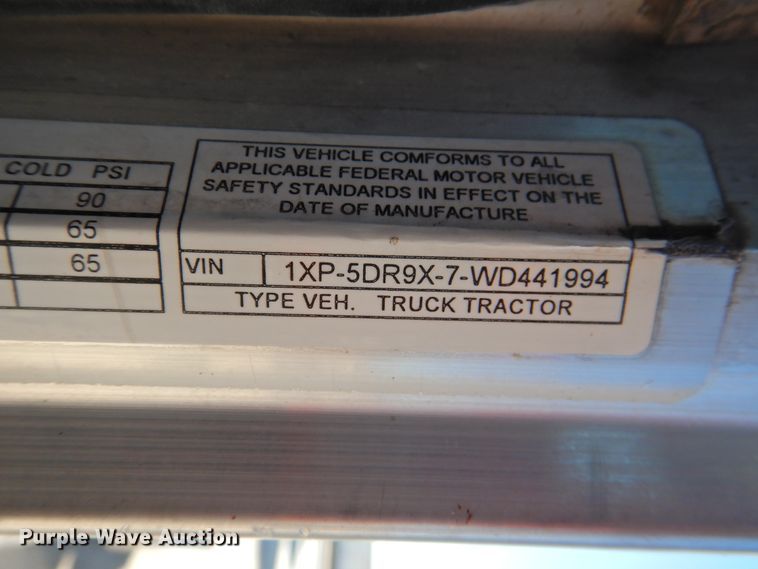 COLD PSI
90
65
65
THIS VEHICLE COMFORMS TO ALL
APPLICABLE FEDERAL MOTOR VEHICLE
SAFETY STANDARDS IN EFFECT ON THE
DATE OF MANUFACTURE
VIN 1XP-5DR9X-7-WD441994
TYPE VEH. TRUCK TRACTOR
Purple Wave Auction